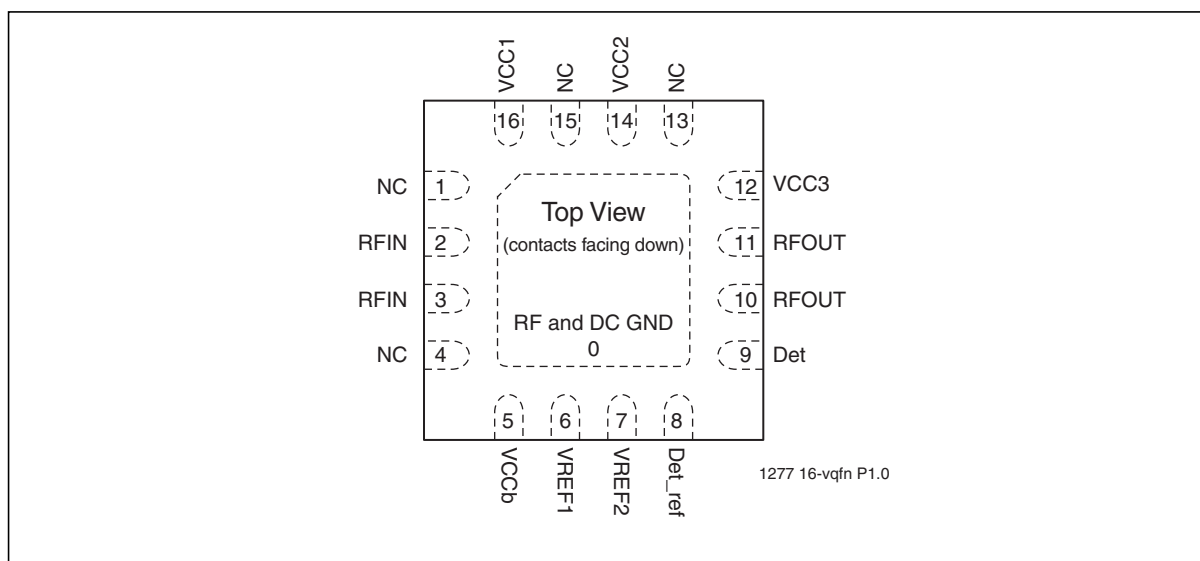 VCC1
NC
VCC2
NC
16
15
14
13
NC
1
12
VCC3
Top View
RFIN
2
(contacts facing down)
11
RFOUT
RFIN
3
10
RFOUT
RF and DC GND
0
NC
4
9
Det
5
6
7
8
VCCb
VREF1
VREF2
Det_ref
1277 16-vqfn P1.0